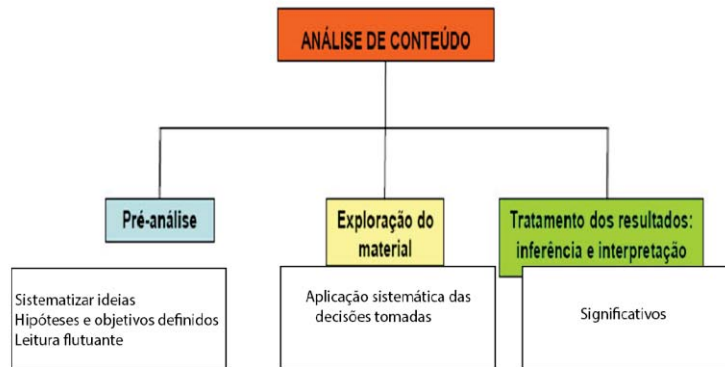 ANÁLISE DE CONTEÚDO
Pré-análise
Sistematizar ideias
Hipóteses e objetivos definidos
Leitura flutuante
Exploração do
material
Aplicação sistemática das
decisões tomadas
Tratamento dos resultados:
inferência e interpretação
Significativos